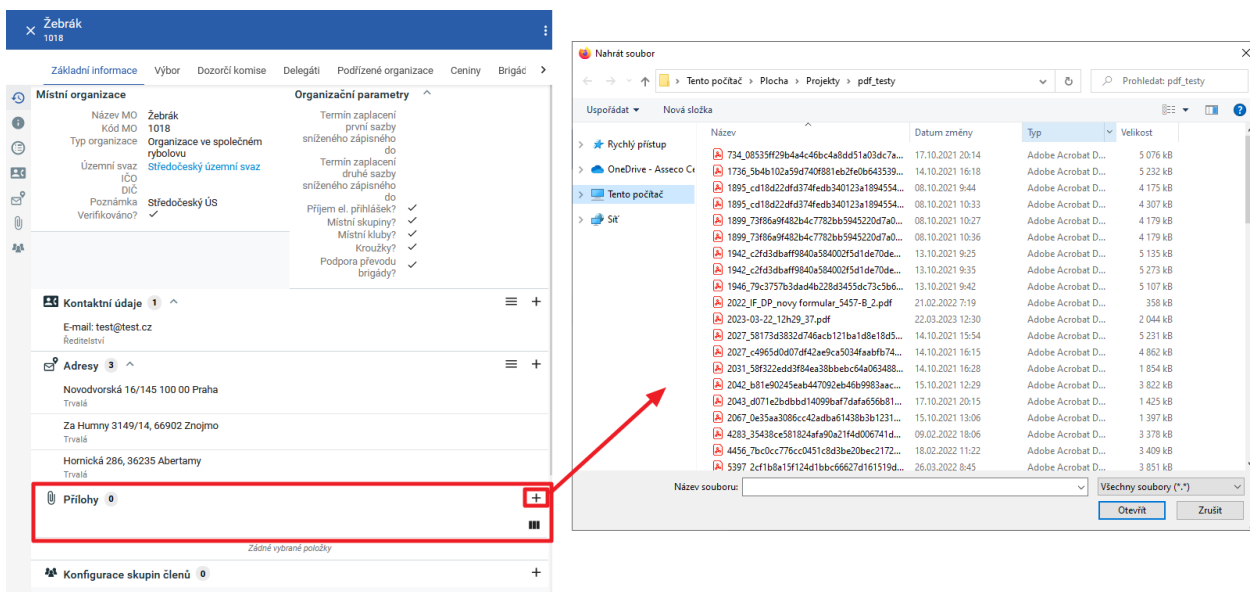 Žebrák
1018
Základní informace Výbor Dozorčí komise Delegáti Podřízené organizace Ceniny Brigád
Místní organizace
Název MO Žebrák
Kód MO 1018
Typ organizace Organizace ve společném
rybolovu
Územní svaz Středočeský územní svaz
IČO
DIČ
Poznámka Středočeský ÚS
Verifikováno?
Organizační parametry
Termín zaplacení
první sazby
sníženého zápisného
do
Termín zaplacení
druhé sazby
sníženého zápisného
do
Příjem el. přihlášek?
Místní skupiny?
Místní kluby?
Kroužky?
Podpora převodu
brigády?
Kontaktní údaje 1
E-mail: test@test.cz
Ředitelství
Adresy 3
Novodvorská 16/145 100 00 Praha
Trvalá
Za Humny 3149/14, 66902 Znojmo
Trvalá
Hornická 286, 36235 Abertamy
Trvalá
Přílohy 0
Žádné vybrané položky
Konfigurace skupin členů 0
Nahrát soubor
Tento počítač > Plocha > Projekty > pdf_testy
Prohledat: pdf_testy
Uspořádat Nová složka
Rychlý přístup
OneDrive - Asseco Ce
Tento počítač
Síť
Název Datum změny Typ Velikost
734_08535ff29b4a4c46bc4a8dd51a03dc7a... 17.10.2021 20:14 Adobe Acrobat D... 5 076 kB
1736_5b4b102a59d740f881eb2fe0b643539... 14.10.2021 16:18 Adobe Acrobat D... 5 232 kB
1895_cd18d22dfd374fedb340123a1894554... 08.10.2021 9:44 Adobe Acrobat D... 4 175 kB
1895_cd18d22dfd374fedb340123a1894554... 08.10.2021 10:33 Adobe Acrobat D... 4 307 kB
1899_73f86a9f482b4c7782bb5945220d7a0... 08.10.2021 10:27 Adobe Acrobat D... 4 179 kB
1899_73f86a9f482b4c7782bb5945220d7a0... 08.10.2021 10:36 Adobe Acrobat D... 4 179 kB
1942_c2fd3dbaff9840a584002f5d1de70de... 13.10.2021 9:25 Adobe Acrobat D... 5 135 kB
1942_c2fd3dbaff9840a584002f5d1de70de... 13.10.2021 9:35 Adobe Acrobat D... 5 273 kB
1946_79c3757b3dad4b228d3455dc73c5b6... 13.10.2021 9:42 Adobe Acrobat D... 5 107 kB
2022_IF_DP_novy formular_5457-B_2.pdf 21.02.2022 7:19 Adobe Acrobat D... 358 kB
2023-03-22_12h29_37.pdf 22.03.2023 12:30 Adobe Acrobat D... 2 044 kB
2027_58173d3832d746acb121ba1d8e18d5... 14.10.2021 15:54 Adobe Acrobat D... 5 231 kB
2027_c4965d0d07df42ae9ca5034faabfb74... 14.10.2021 16:15 Adobe Acrobat D... 4 862 kB
2031_58f322edd3f84ea38bbebc64a063488... 14.10.2021 16:28 Adobe Acrobat D... 1 854 kB
2042_b81e90245eab447092eb46b9983aac... 15.10.2021 12:29 Adobe Acrobat D... 3 822 kB
2043_d071e2bdbbd14099baf7dafa656b81... 17.10.2021 20:15 Adobe Acrobat D... 1 425 kB
2067_0e35aa3086cc42adba61438b3b1231... 15.10.2021 13:06 Adobe Acrobat D... 1 397 kB
4283_35438ce581824afa90a21f4d006741d... 09.02.2022 18:06 Adobe Acrobat D... 3 378 kB
4456_7bc0cc776cc0451c8d3be20bec2172... 18.02.2022 11:22 Adobe Acrobat D... 3 409 kB
5397_2cf1b8a15f124d1bbc66627d161519d... 26.03.2022 8:45 Adobe Acrobat D... 3 851 kB
Název souboru: Všechny soubory (*.*)
Otevřít Zrušit